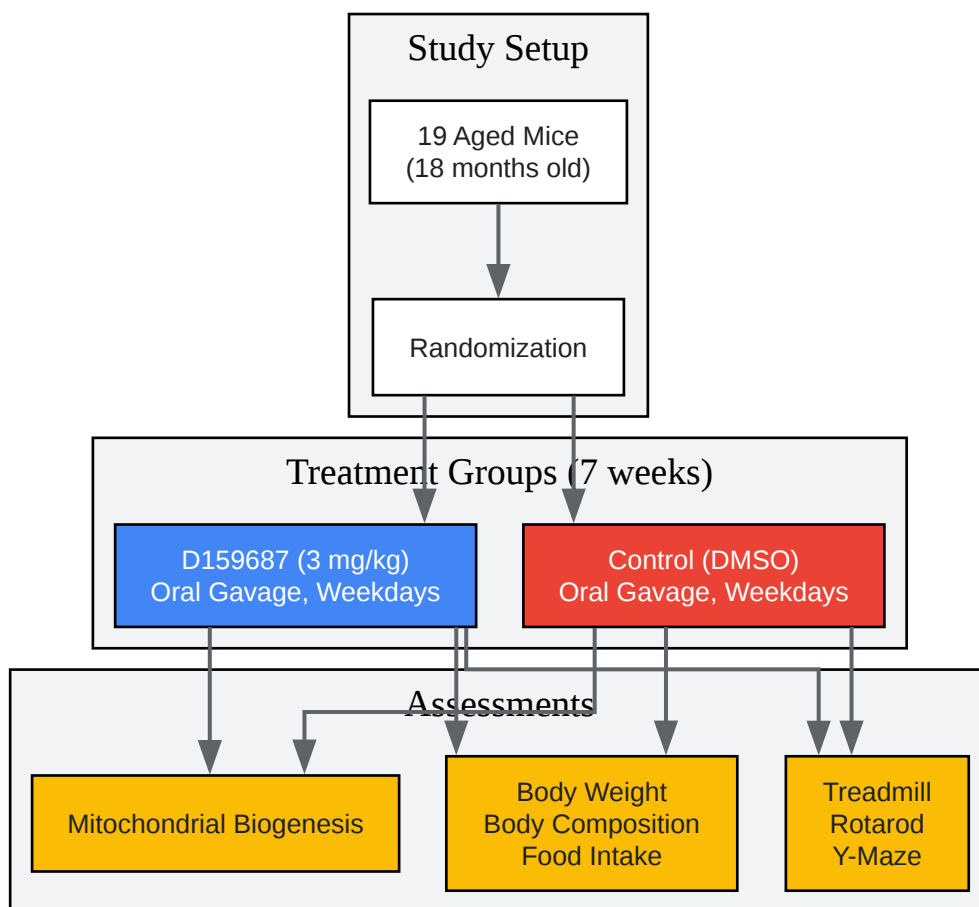 Study Setup
19 Aged Mice
(18 months old)
Randomization
Treatment Groups (7 weeks)
D159687 (3 mg/kg)
Oral Gavage, Weekdays
Control (DMSO)
Oral Gavage, Weekdays
Assessments
Mitochondrial Biogenesis
Body Weight
Body Composition
Food Intake
Treadmill
Rotarod
Y-Maze